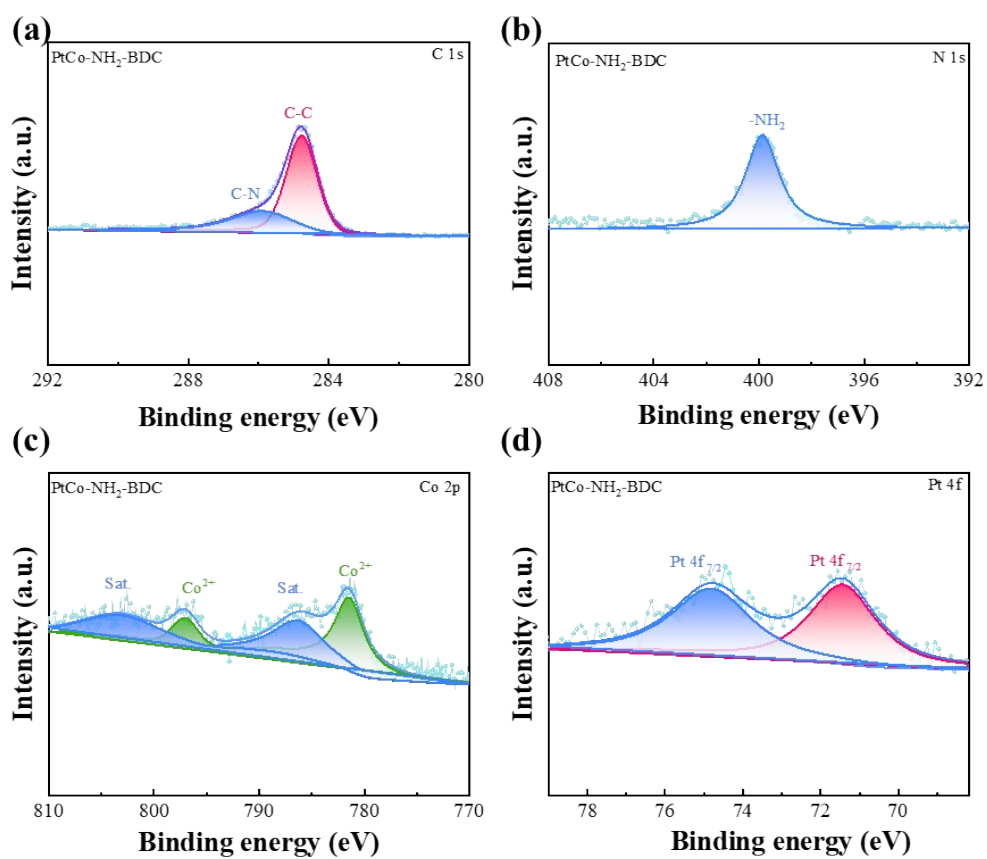 (a)
PtCo-NH₂-BDC
C 1s
C-C
C-N
Intensity (a.u.)
292 288 284 280
Binding energy (eV)
(b)
PtCo-NH₂-BDC
N 1s
-NH₂
Intensity (a.u.)
408 404 400 396 392
Binding energy (eV)
(c)
PtCo-NH₂-BDC
Co 2p
Sat.
Co²⁺
Sat.
Co²⁺
Intensity (a.u.)
810 800 790 780 770
Binding energy (eV)
(d)
PtCo-NH₂-BDC
Pt 4f
Pt 4f₇/₂
Pt 4f₇/₂
Intensity (a.u.)
78 76 74 72 70
Binding energy (eV)